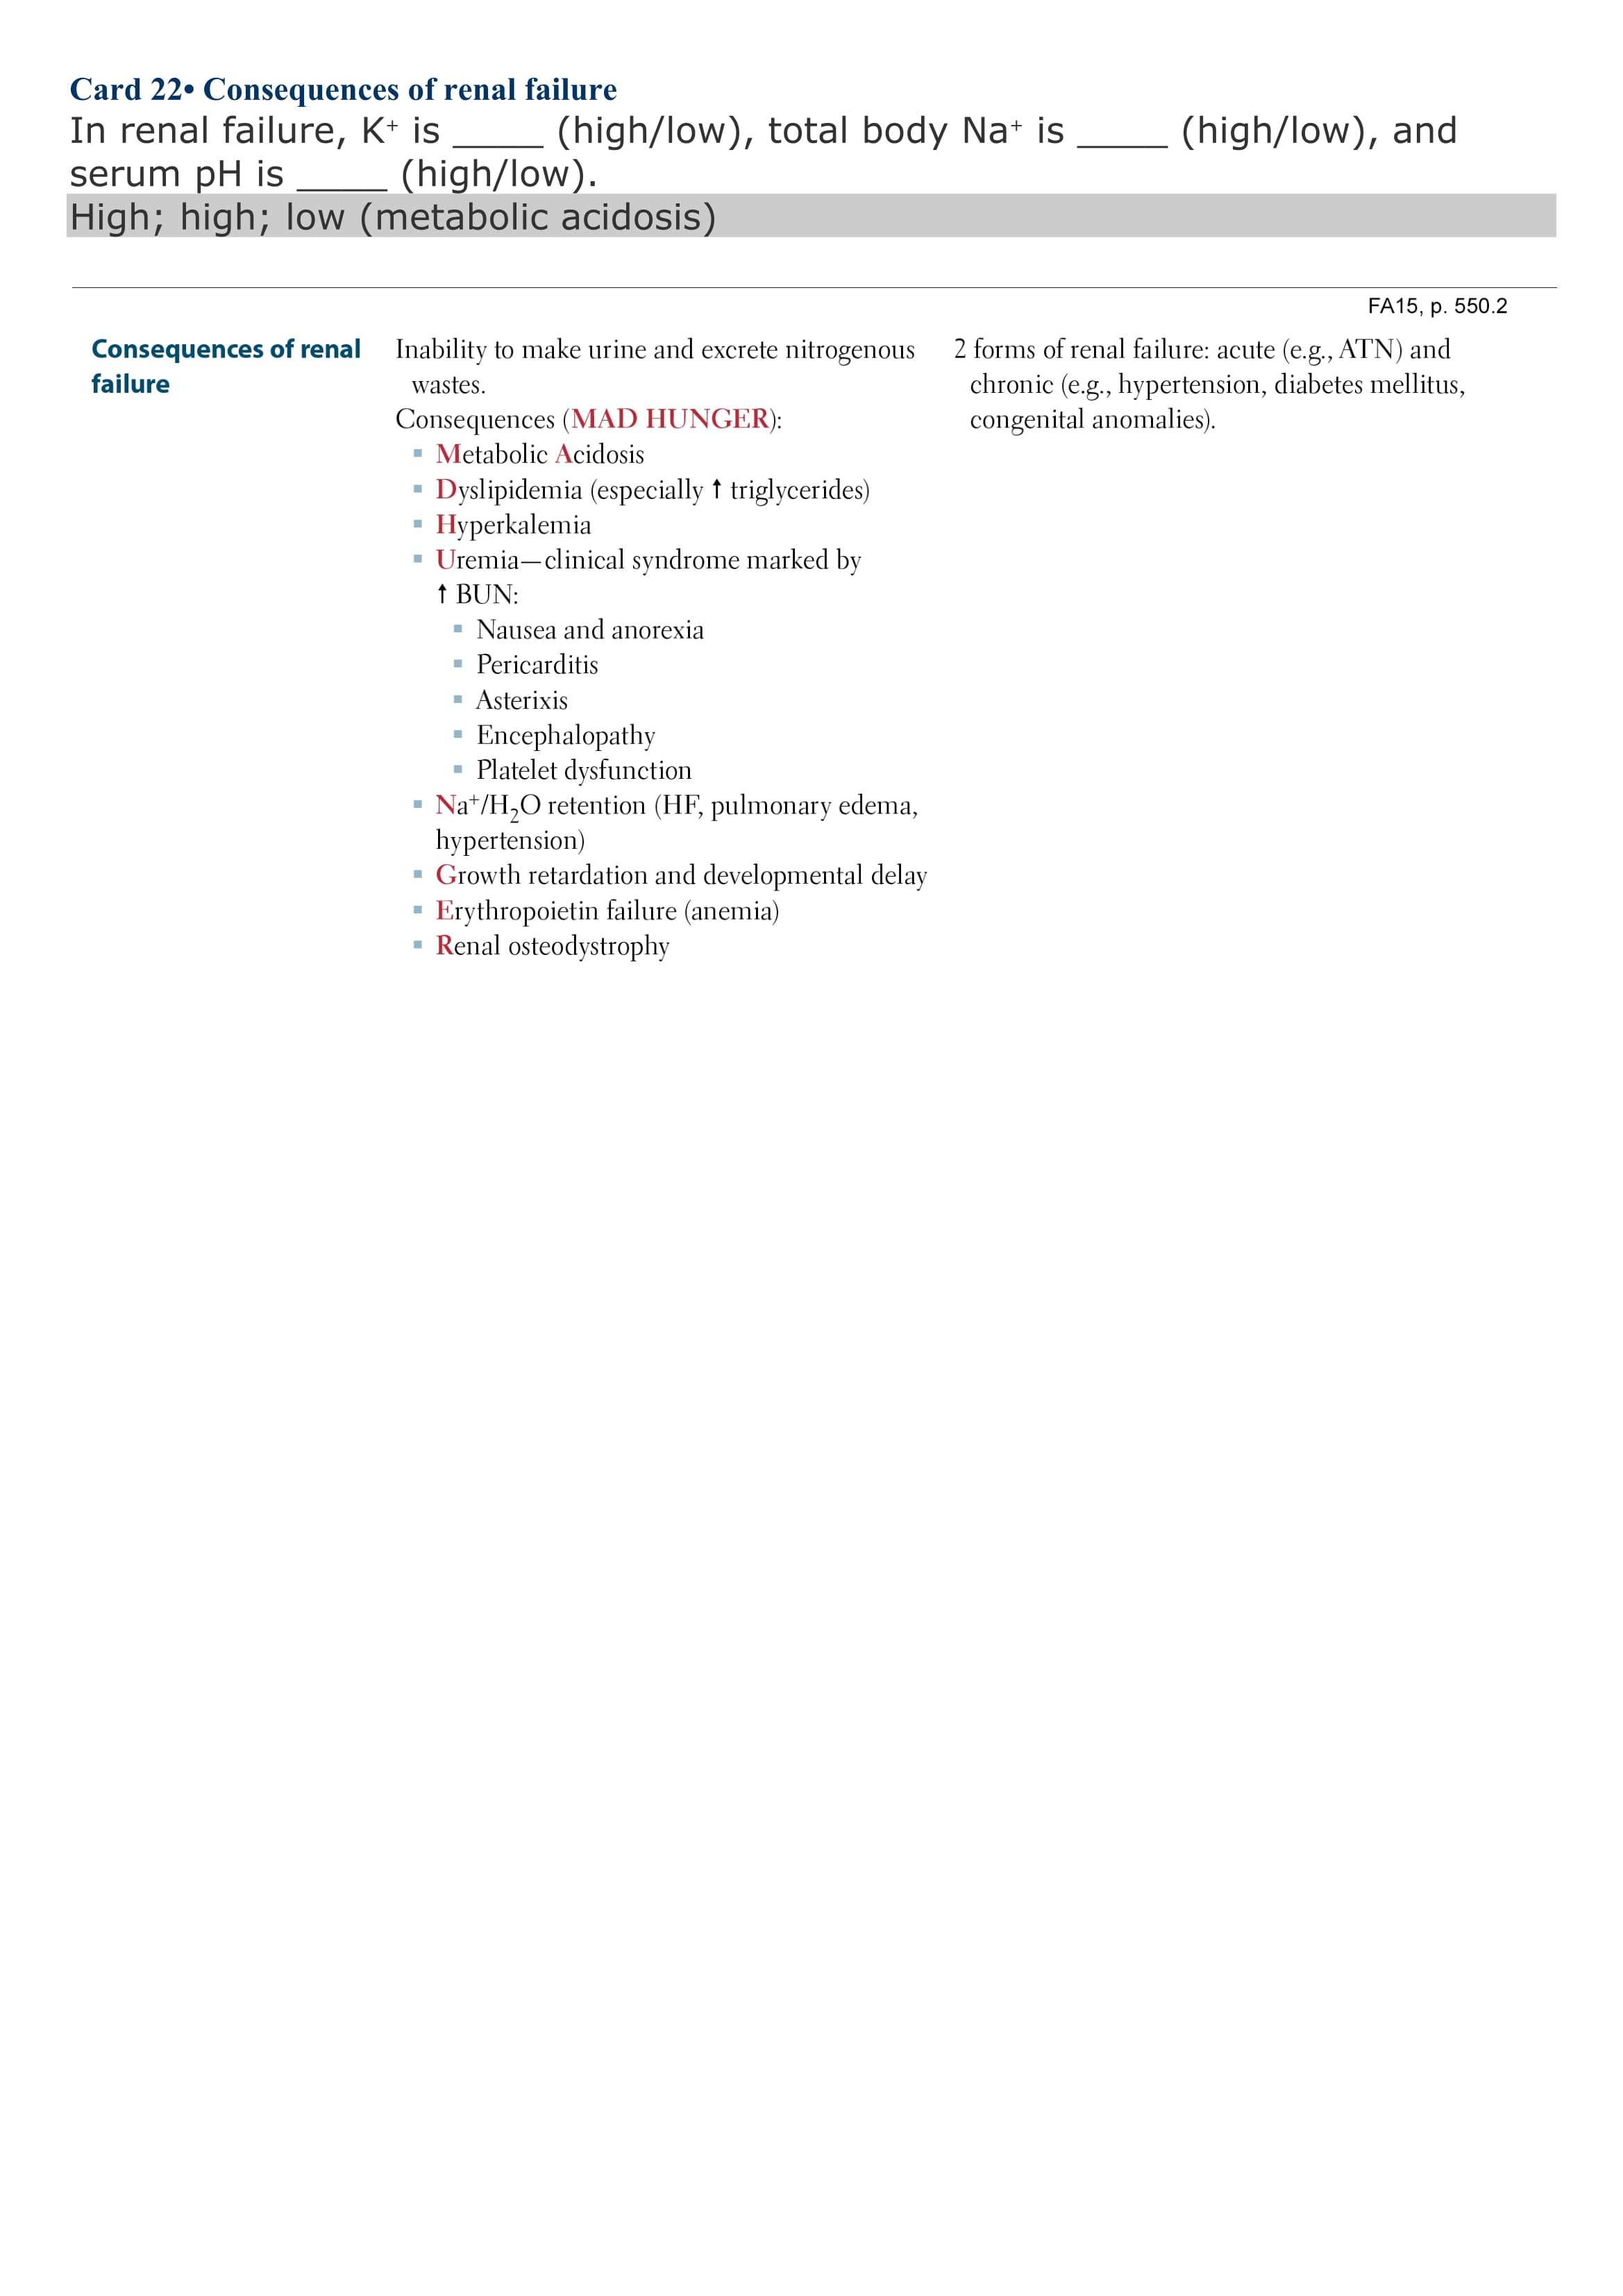 Card 22• Consequences of renal failure
In renal failure, K⁺ is _____ (high/low), total body Na⁺ is _____ (high/low), and
serum pH is _____ (high/low).
High; high; low (metabolic acidosis)
FA15, p. 550.2
Consequences of renal
failure
Inability to make urine and excrete nitrogenous
wastes.
Consequences (MAD HUNGER):
▪ Metabolic Acidosis
▪ Dyslipidemia (especially ↑ triglycerides)
▪ Hyperkalemia
▪ Uremia—clinical syndrome marked by
↑ BUN:
▪ Nausea and anorexia
▪ Pericarditis
▪ Asterixis
▪ Encephalopathy
▪ Platelet dysfunction
▪ Na⁺/H₂O retention (HF, pulmonary edema,
hypertension)
▪ Growth retardation and developmental delay
▪ Erythropoietin failure (anemia)
▪ Renal osteodystrophy
2 forms of renal failure: acute (e.g., ATN) and
chronic (e.g., hypertension, diabetes mellitus,
congenital anomalies).